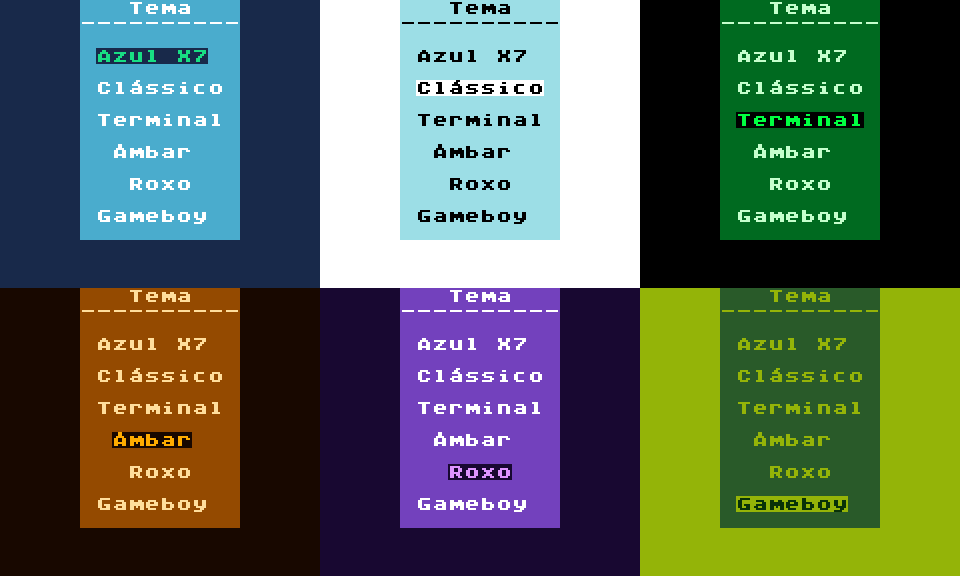 Tema
Azul X7
Clássico
Terminal
Âmbar
Roxo
Gameboy
Tema
Azul X7
Clássico
Terminal
Âmbar
Roxo
Gameboy
Tema
Azul X7
Clássico
Terminal
Âmbar
Roxo
Gameboy
Tema
Azul X7
Clássico
Terminal
Âmbar
Roxo
Gameboy
Tema
Azul X7
Clássico
Terminal
Âmbar
Roxo
Gameboy
Tema
Azul X7
Clássico
Terminal
Âmbar
Roxo
Gameboy